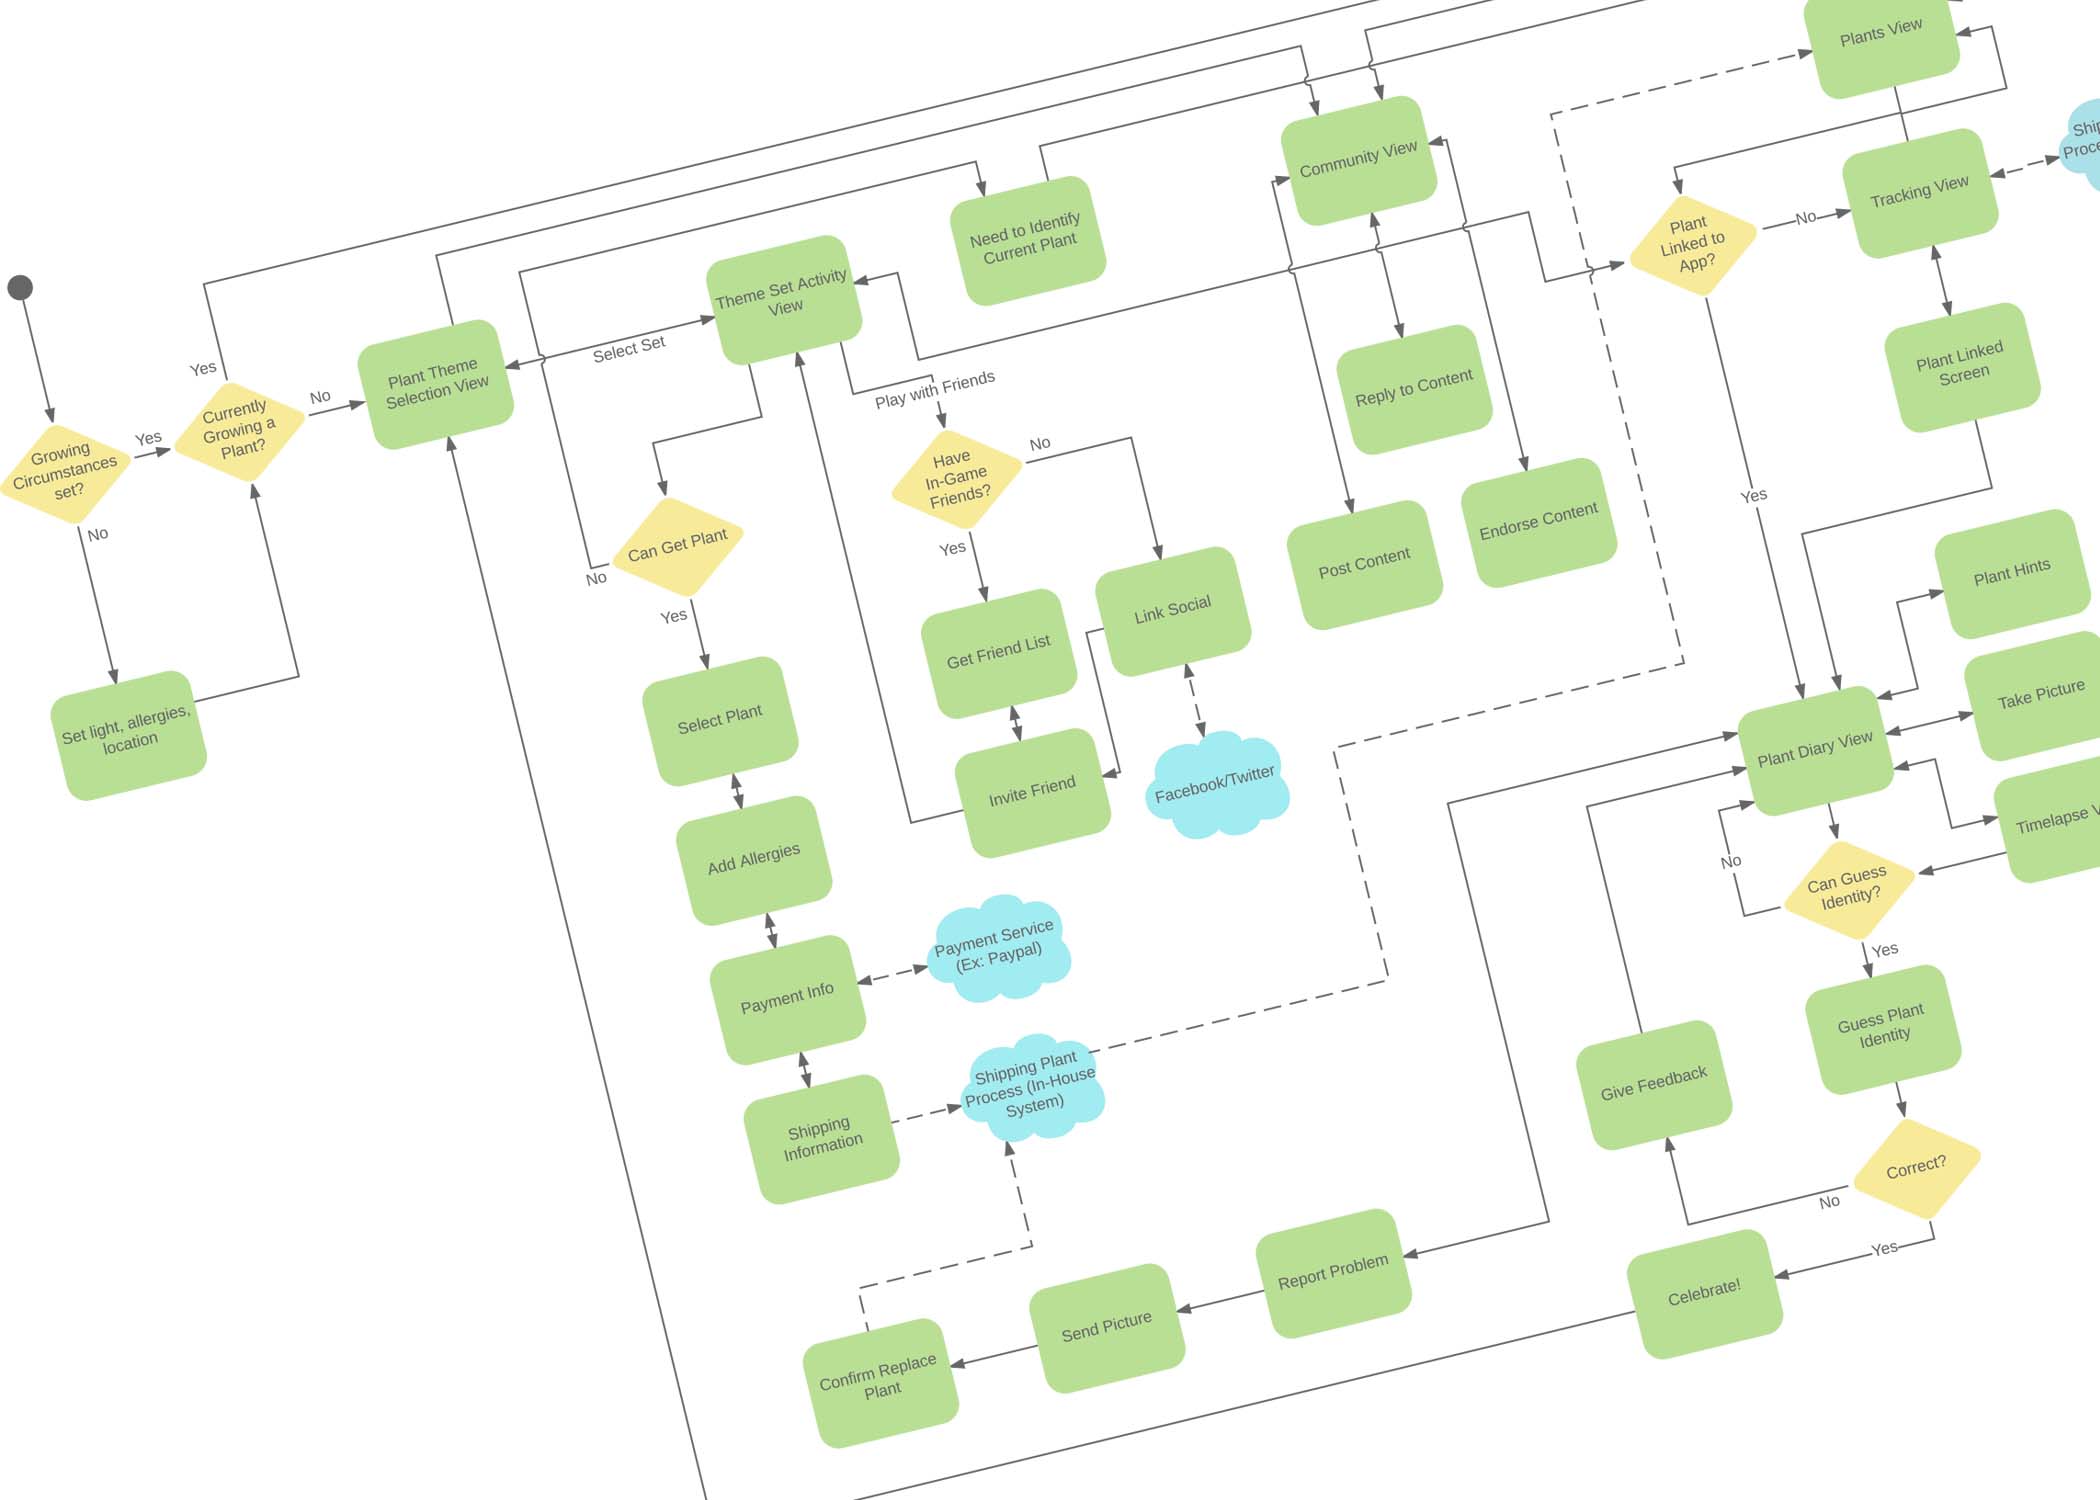 Plants View
Ship
Proce
Community View
Tracking View
Need to Identify
Current Plant
No
Plant
Linked to
App?
Theme Set Activity
View
Select Set
Yes
Plant Theme
Selection View
No
Currently
Growing a
Plant?
Yes
Growing
Circumstances
set?
No
Play with Friends
Reply to Content
Plant Linked
Screen
No
Have
In-Game
Friends?
Yes
Can Get Plant
No
Yes
Endorse Content
Post Content
Yes
Plant Hints
Link Social
Get Friend List
Take Picture
Set light, allergies,
location
Select Plant
Plant Diary View
Invite Friend
Facebook/Twitter
Timelapse V
Add Allergies
No
Can Guess
Identity?
Yes
Payment Service
(Ex: Paypal)
Payment Info
Guess Plant
Identity
Shipping Plant
Process (In-House
System)
Give Feedback
Shipping
Information
Correct?
No
Yes
Report Problem
Celebrate!
Send Picture
Confirm Replace
Plant